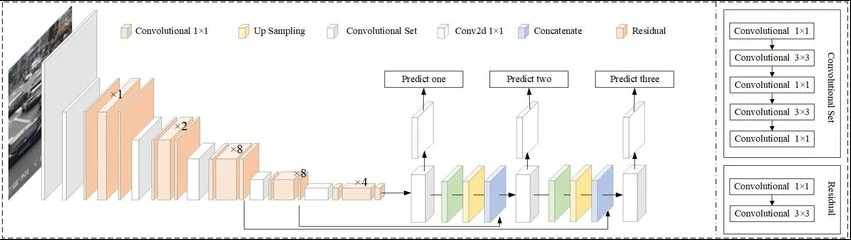 Convolutional 1×1
Up Sampling
Convolutional Set
Conv2d 1×1
Concatenate
Residual
×1
×2
×8
×8
×4
Predict one
Predict two
Predict three
Convolutional 1×1
Convolutional 3×3
Convolutional 1×1
Convolutional 3×3
Convolutional 1×1
Convolutional Set
Convolutional 1×1
Convolutional 3×3
Residual